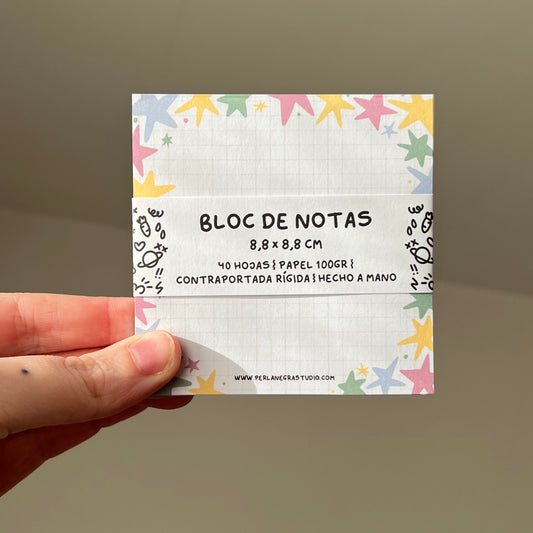 BLOC DE NOTAS
8,8 x 8,8 CM
40 HOJAS { PAPEL 100GR {
CONTRAPORTADA RÍGIDA { HECHO A MANO
WWW.PERLANEGRASTUDIO.COM